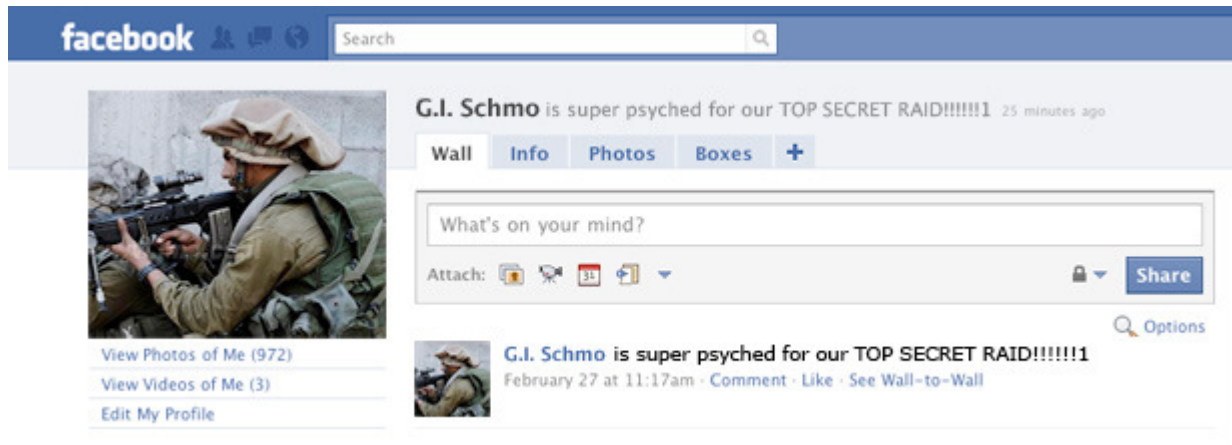 facebook
Search
G.I. Schmo is super psyched for our TOP SECRET RAID!!!!!!1 25 minutes ago
Wall Info Photos Boxes +
What's on your mind?
Attach: 31
Share
Options
G.I. Schmo is super psyched for our TOP SECRET RAID!!!!!!1
February 27 at 11:17am · Comment · Like · See Wall-to-Wall
View Photos of Me (972)
View Videos of Me (3)
Edit My Profile